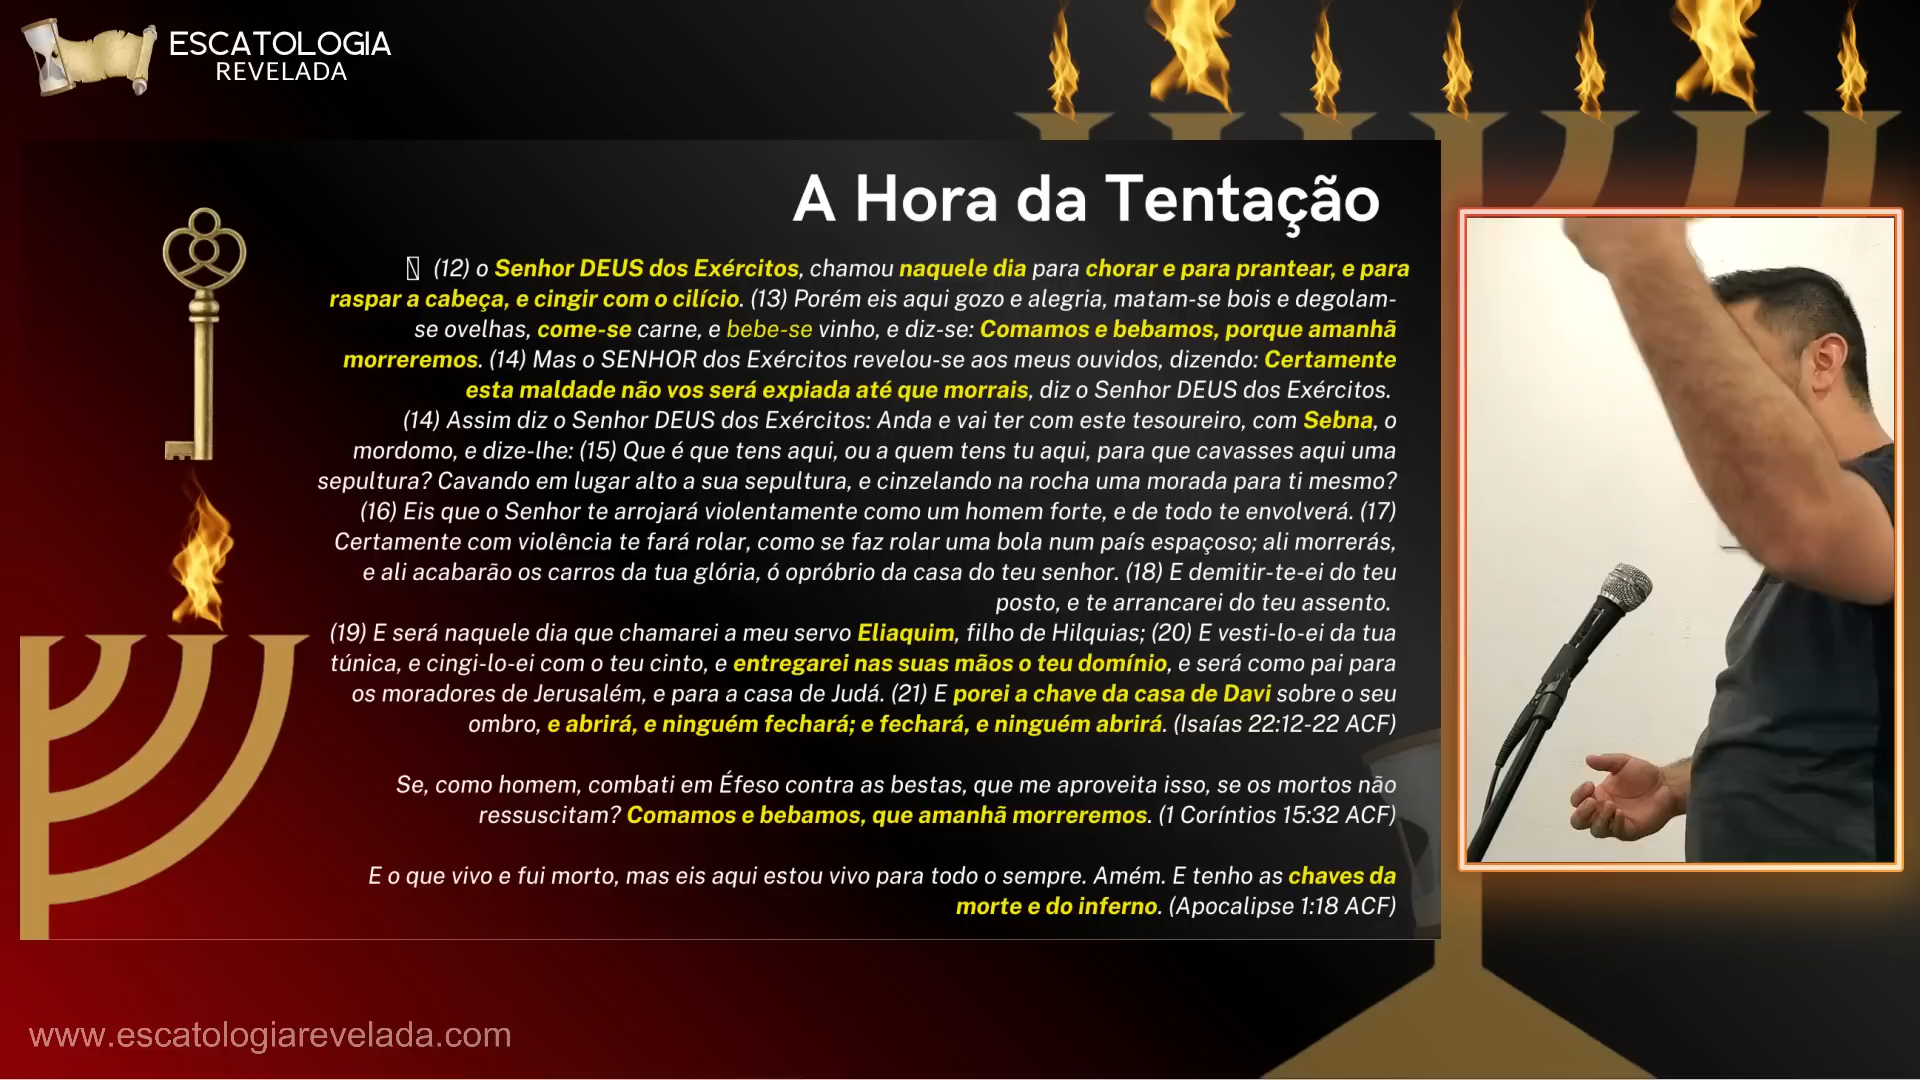 ESCATOLOGIA
REVELADA
A Hora da Tentação
(12) o Senhor DEUS dos Exércitos, chamou naquele dia para chorar e para prantear, e para
raspar a cabeça, e cingir com o cilício. (13) Porém eis aqui gozo e alegria, matam-se bois e degolam-
se ovelhas, come-se carne, e bebe-se vinho, e diz-se: Comamos e bebamos, porque amanhã
morreremos. (14) Mas o SENHOR dos Exércitos revelou-se aos meus ouvidos, dizendo: Certamente
esta maldade não vos será expiada até que morrais, diz o Senhor DEUS dos Exércitos.
(14) Assim diz o Senhor DEUS dos Exércitos: Anda e vai ter com este tesoureiro, com Sebna, o
mordomo, e dize-lhe: (15) Que é que tens aqui, ou a quem tens tu aqui, para que cavasses aqui uma
sepultura? Cavando em lugar alto a sua sepultura, e cinzelando na rocha uma morada para ti mesmo?
(16) Eis que o Senhor te arrojará violentamente como um homem forte, e de todo te envolverá. (17)
Certamente com violência te fará rolar, como se faz rolar uma bola num país espaçoso; ali morrerás,
e ali acabarão os carros da tua glória, ó opróbrio da casa do teu senhor. (18) E demitir-te-ei do teu
posto, e te arrancarei do teu assento.
(19) E será naquele dia que chamarei a meu servo Eliaquim, filho de Hilquias; (20) E vesti-lo-ei da tua
túnica, e cingi-lo-ei com o teu cinto, e entregarei nas suas mãos o teu domínio, e será como pai para
os moradores de Jerusalém, e para a casa de Judá. (21) E porei a chave da casa de Davi sobre o seu
ombro, e abrirá, e ninguém fechará; e fechará, e ninguém abrirá. (Isaías 22:12-22 ACF)
Se, como homem, combati em Éfeso contra as bestas, que me aproveita isso, se os mortos não
ressuscitam? Comamos e bebamos, que amanhã morreremos. (1 Coríntios 15:32 ACF)
E o que vivo e fui morto, mas eis aqui estou vivo para todo o sempre. Amém. E tenho as chaves da
morte e do inferno. (Apocalipse 1:18 ACF)
www.escatologiarevelada.com